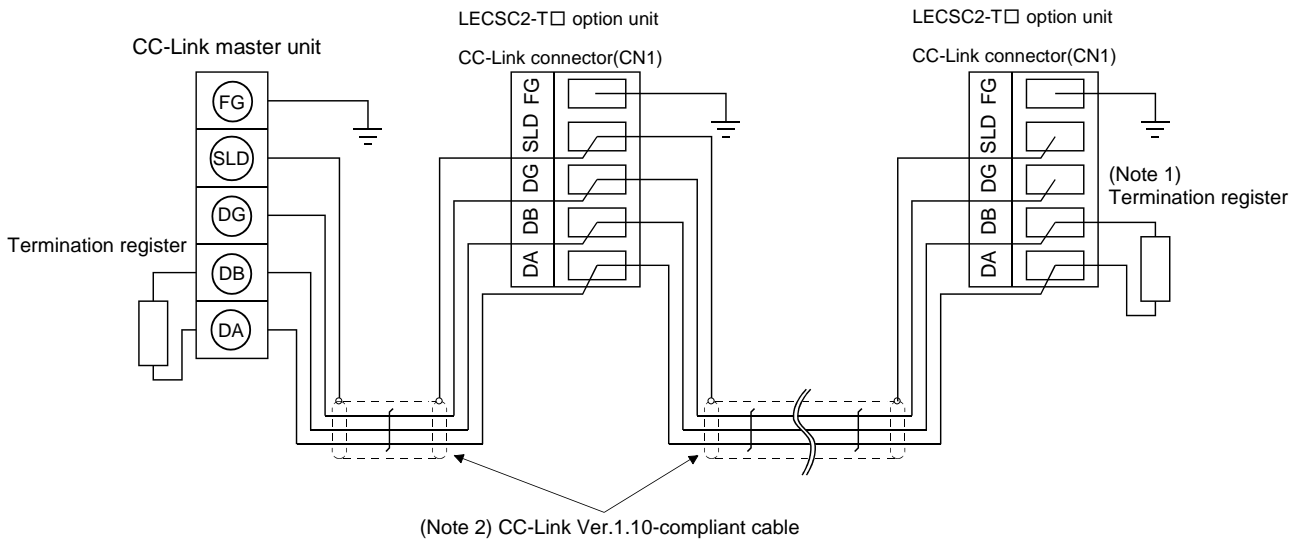 CC-Link master unit
FG
SLD
DG
DB
DA
Termination register
LECSC2-T□ option unit
CC-Link connector(CN1)
FG
SLD
DG
DB
DA
LECSC2-T□ option unit
CC-Link connector(CN1)
FG
SLD
DG
DB
DA
(Note 1)
Termination register
(Note 2) CC-Link Ver.1.10-compliant cable